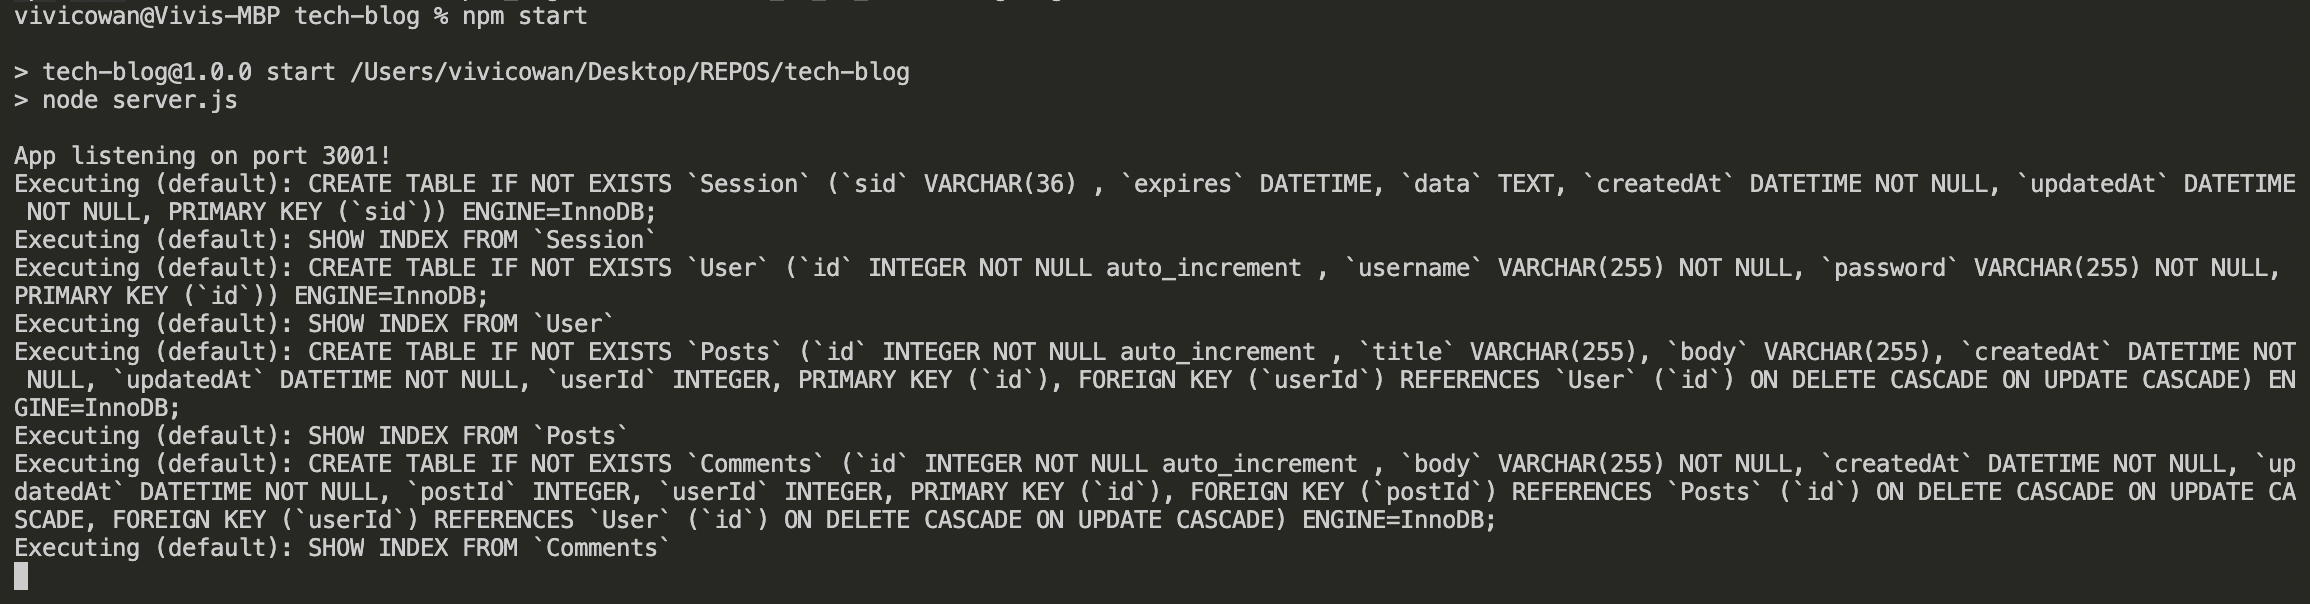 vivicowan@Vivis-MBP tech-blog % npm start
> tech-blog@1.0.0 start /Users/vivicowan/Desktop/REPOS/tech-blog
> node server.js
App listening on port 3001!
Executing (default): CREATE TABLE IF NOT EXISTS `Session` (`sid` VARCHAR(36) , `expires` DATETIME, `data` TEXT, `createdAt` DATETIME NOT NULL, `updatedAt` DATETIME
 NOT NULL, PRIMARY KEY (`sid`)) ENGINE=InnoDB;
Executing (default): SHOW INDEX FROM `Session`
Executing (default): CREATE TABLE IF NOT EXISTS `User` (`id` INTEGER NOT NULL auto_increment , `username` VARCHAR(255) NOT NULL, `password` VARCHAR(255) NOT NULL,
PRIMARY KEY (`id`)) ENGINE=InnoDB;
Executing (default): SHOW INDEX FROM `User`
Executing (default): CREATE TABLE IF NOT EXISTS `Posts` (`id` INTEGER NOT NULL auto_increment , `title` VARCHAR(255), `body` VARCHAR(255), `createdAt` DATETIME NOT
 NULL, `updatedAt` DATETIME NOT NULL, `userId` INTEGER, PRIMARY KEY (`id`), FOREIGN KEY (`userId`) REFERENCES `User` (`id`) ON DELETE CASCADE ON UPDATE CASCADE) EN
GINE=InnoDB;
Executing (default): SHOW INDEX FROM `Posts`
Executing (default): CREATE TABLE IF NOT EXISTS `Comments` (`id` INTEGER NOT NULL auto_increment , `body` VARCHAR(255) NOT NULL, `createdAt` DATETIME NOT NULL, `up
datedAt` DATETIME NOT NULL, `postId` INTEGER, `userId` INTEGER, PRIMARY KEY (`id`), FOREIGN KEY (`postId`) REFERENCES `Posts` (`id`) ON DELETE CASCADE ON UPDATE CA
SCADE, FOREIGN KEY (`userId`) REFERENCES `User` (`id`) ON DELETE CASCADE ON UPDATE CASCADE) ENGINE=InnoDB;
Executing (default): SHOW INDEX FROM `Comments`